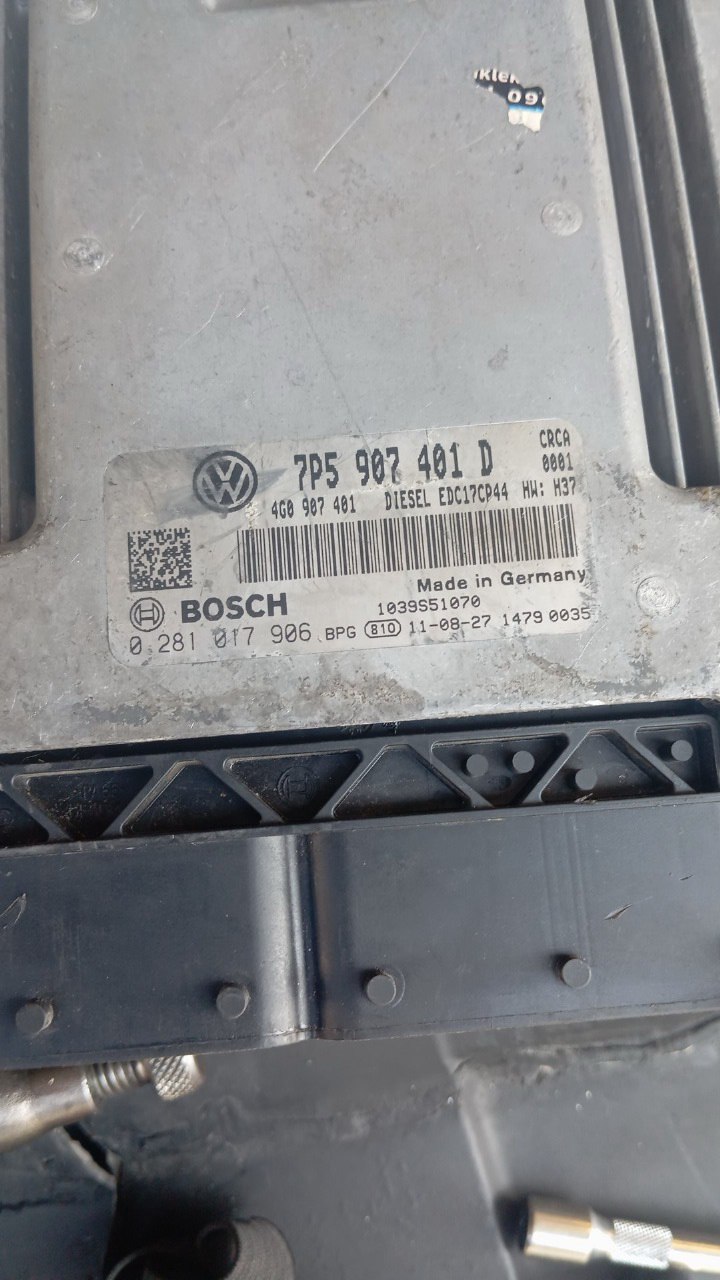 09
7P5 907 401 D
CRCA
0001
4G0 907 401 DIESEL EDC17CP44 HW: H37
Made in Germany
BOSCH
1039S51070
0 281 017 906 BPG 810 11-08-27 1479 0035